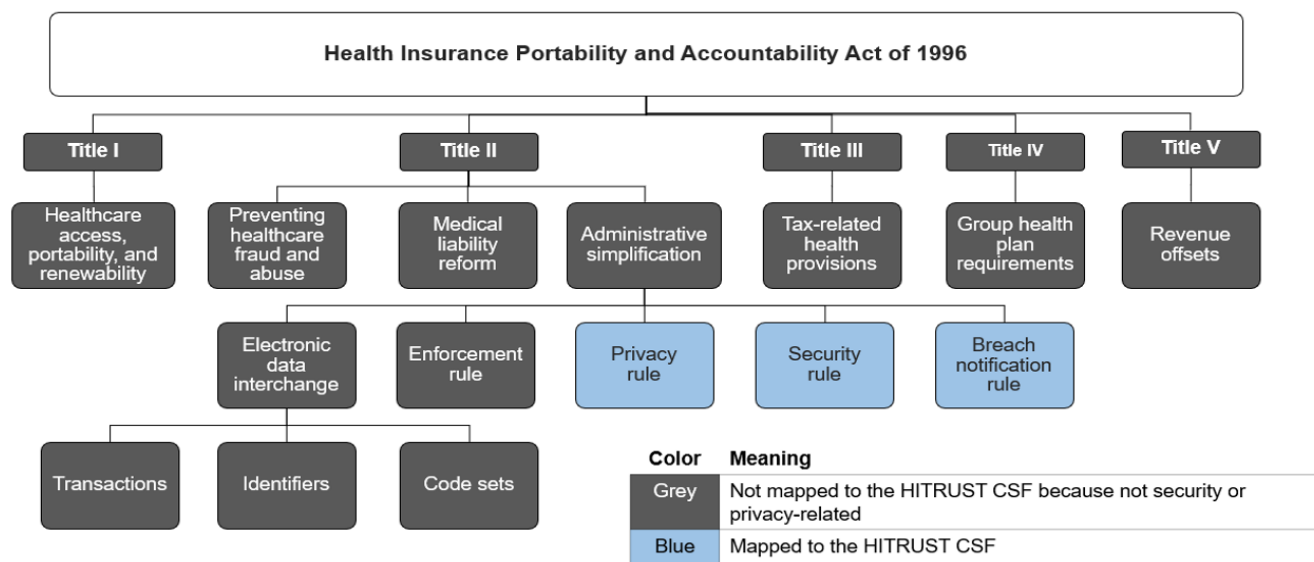 Health Insurance Portability and Accountability Act of 1996
Title I
Title II
Title III
Title IV
Title V
Healthcare
access,
portability, and
renewability
Preventing
healthcare
fraud and
abuse
Medical
liability
reform
Administrative
simplification
Tax-related
health
provisions
Group health
plan
requirements
Revenue
offsets
Electronic
data
interchange
Enforcement
rule
Privacy
rule
Security
rule
Breach
notification
rule
Transactions
Identifiers
Code sets
Color Meaning
Grey Not mapped to the HITRUST CSF because not security or
privacy-related
Blue Mapped to the HITRUST CSF